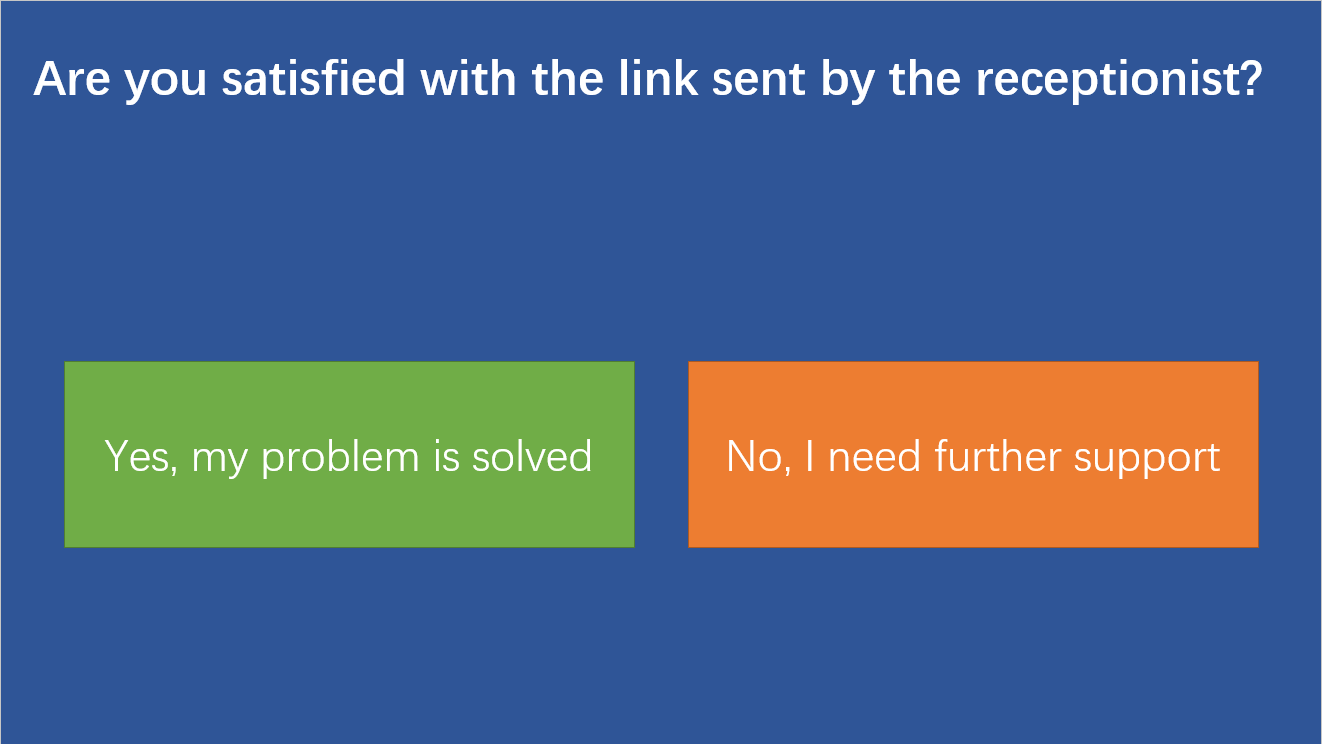 Are you satisfied with the link sent by the receptionist?
Yes, my problem is solved
No, I need further support